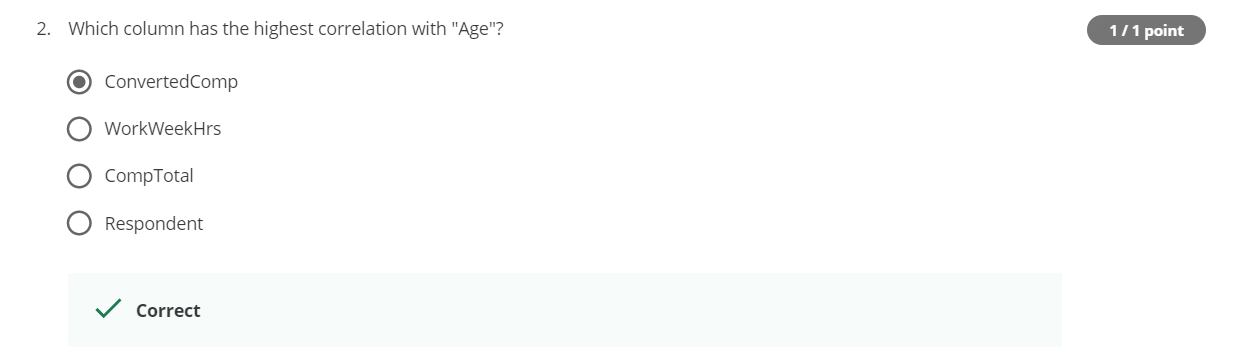 2. Which column has the highest correlation with "Age"?
1 / 1 point
ConvertedComp
WorkWeekHrs
CompTotal
Respondent
Correct